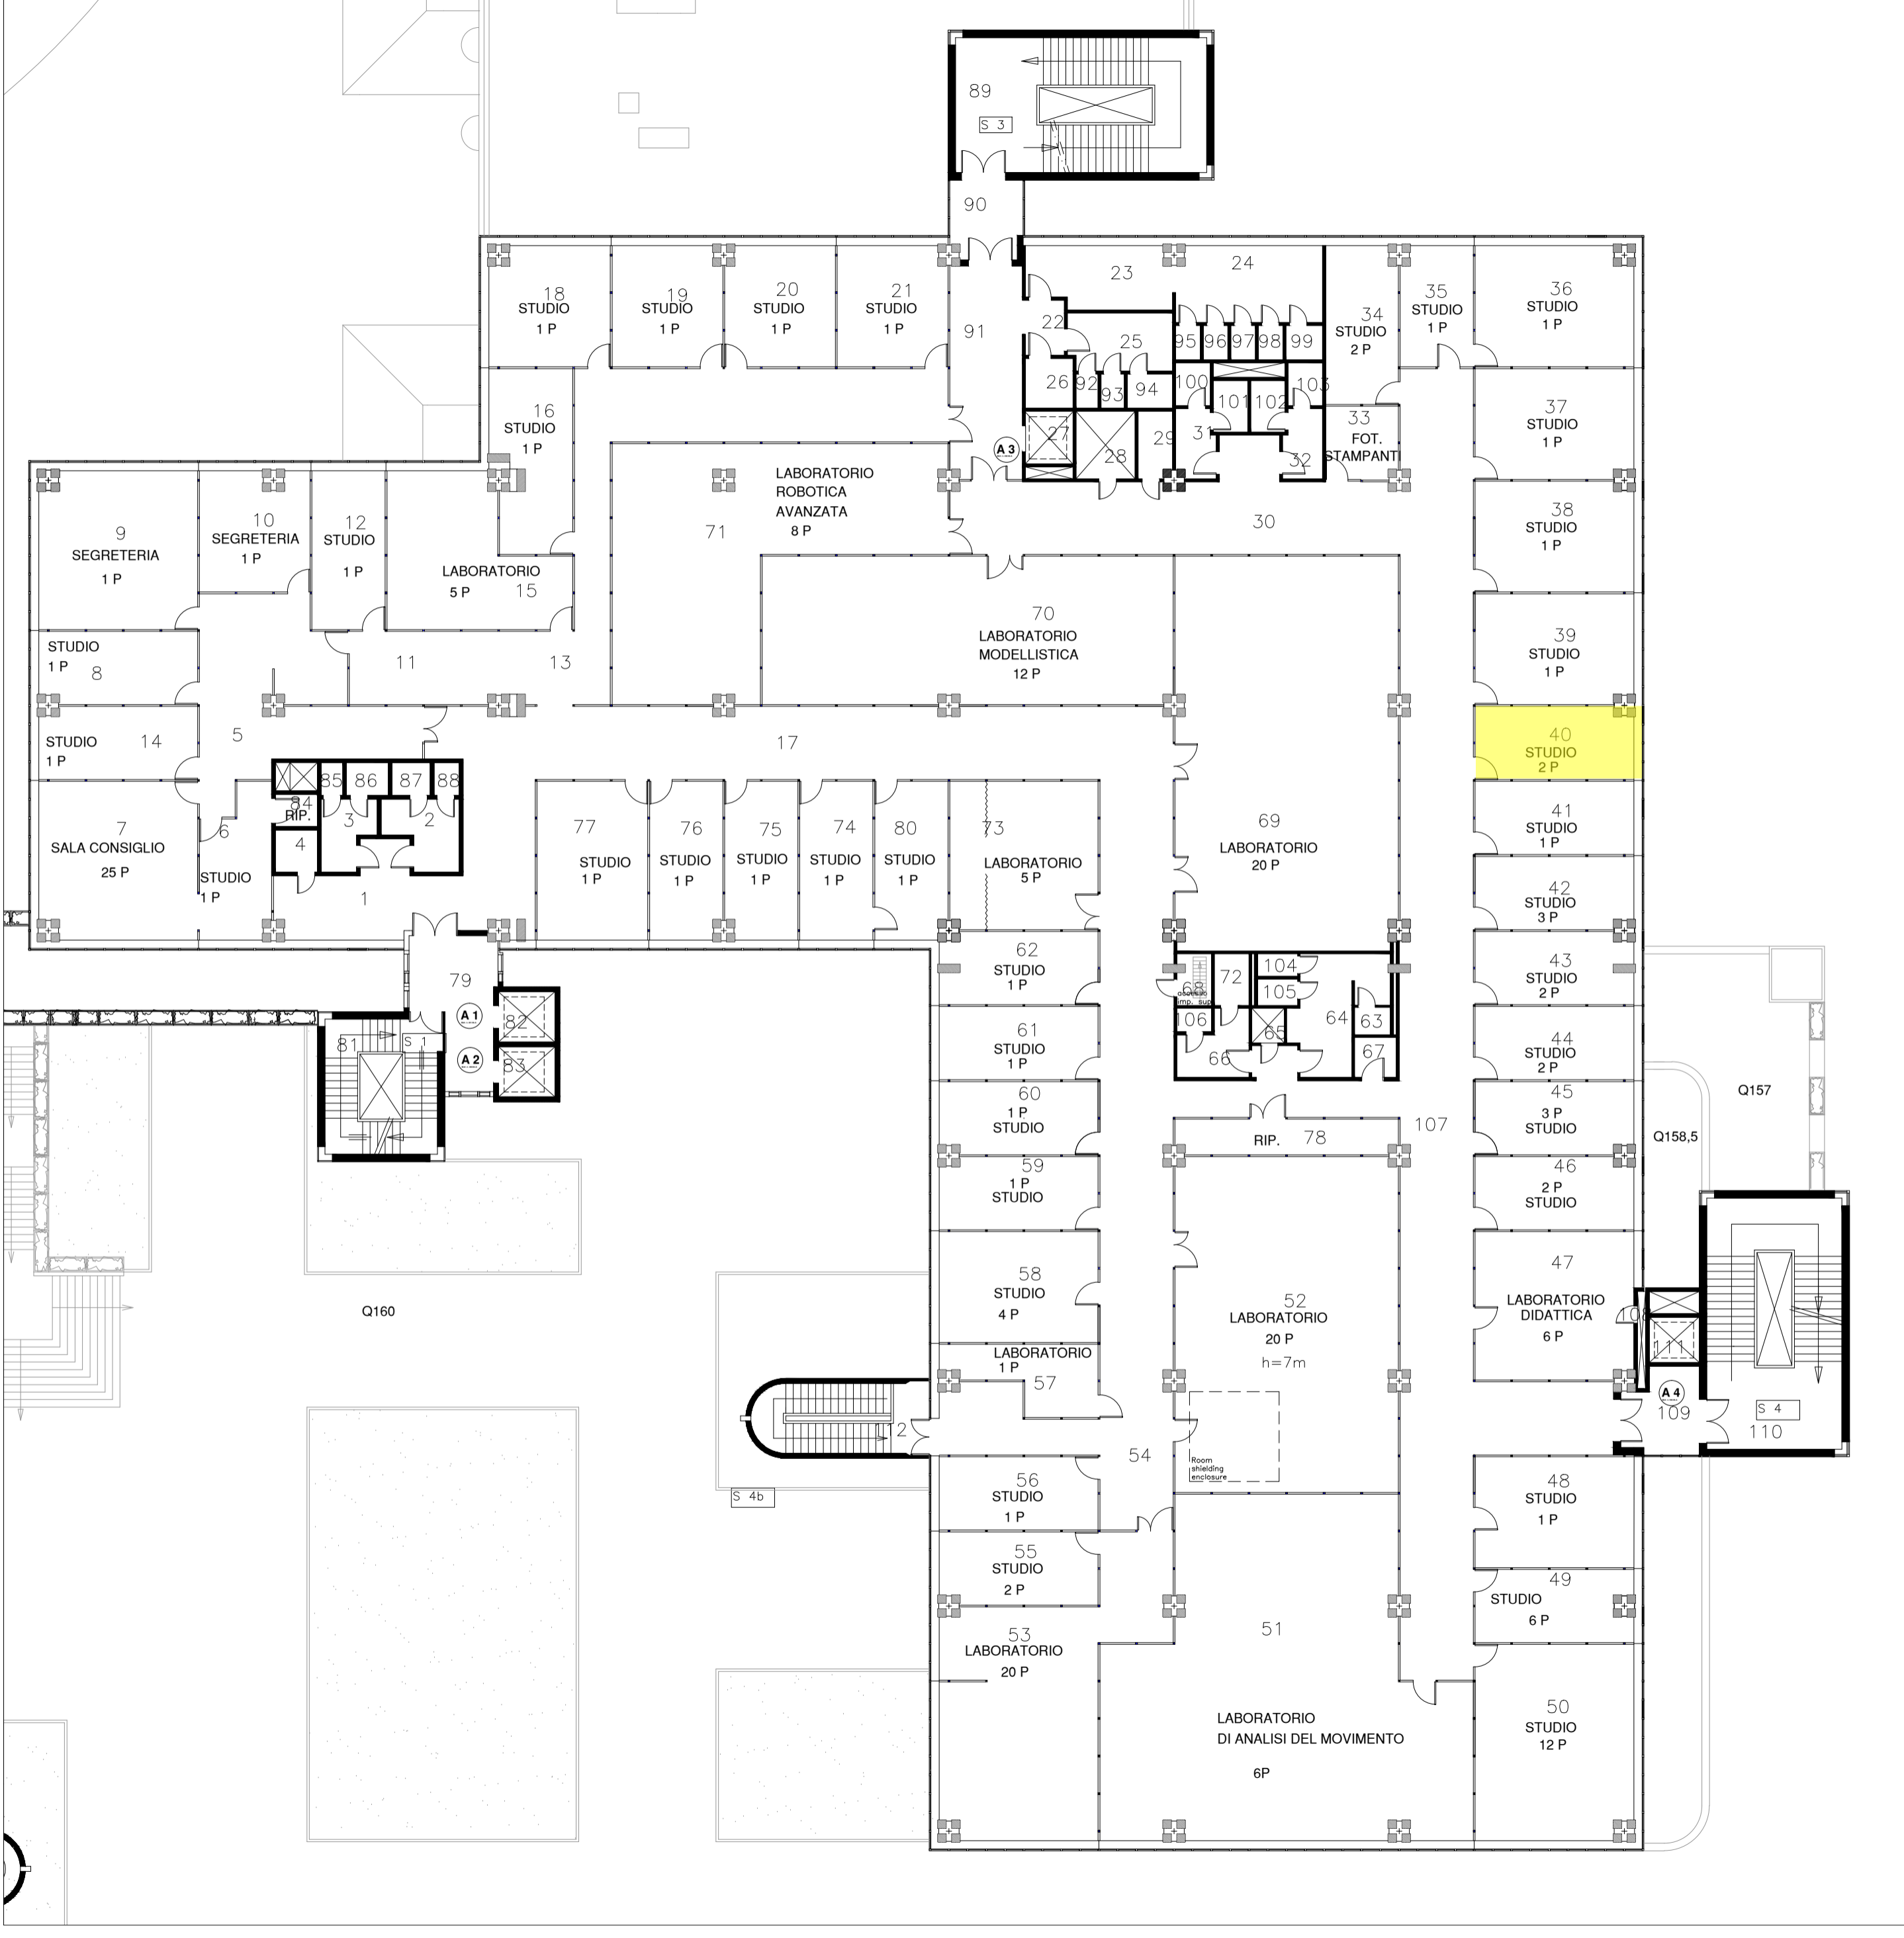 89
S 3
90
18
STUDIO
1 P
19
STUDIO
1 P
20
STUDIO
1 P
21
STUDIO
1 P
91
22
23
24
25
26
92
93
94
95
96
97
98
99
100
101
102
103
27
28
29
31
32
A 3
33
FOT.
STAMPANTI
34
STUDIO
2 P
35
STUDIO
1 P
36
STUDIO
1 P
37
STUDIO
1 P
38
STUDIO
1 P
39
STUDIO
1 P
40
STUDIO
2 P
41
STUDIO
1 P
42
STUDIO
3 P
43
STUDIO
2 P
44
STUDIO
2 P
45
3 P
STUDIO
46
2 P
STUDIO
47
LABORATORIO
DIDATTICA
6 P
48
STUDIO
1 P
49
STUDIO
6 P
50
STUDIO
12 P
16
STUDIO
1 P
9
SEGRETERIA
1 P
10
SEGRETERIA
1 P
12
STUDIO
1 P
LABORATORIO
5 P
15
STUDIO
1 P
8
11
13
STUDIO
1 P
14
5
17
71
LABORATORIO
ROBOTICA
AVANZATA
8 P
30
70
LABORATORIO
MODELLISTICA
12 P
69
LABORATORIO
20 P
7
SALA CONSIGLIO
25 P
6
STUDIO
1 P
84
RIP.
4
85
86
87
88
3
2
1
77
STUDIO
1 P
76
STUDIO
1 P
75
STUDIO
1 P
74
STUDIO
1 P
80
STUDIO
1 P
73
LABORATORIO
5 P
79
A 1
A 2
82
83
81
S 1
62
STUDIO
1 P
61
STUDIO
1 P
60
1 P
STUDIO
59
1 P
STUDIO
58
STUDIO
4 P
LABORATORIO
1 P
57
68
imp. sup.
72
104
105
106
65
66
64
63
67
107
RIP.
78
52
LABORATORIO
20 P
h=7m
Room
shielding
enclosure
54
56
STUDIO
1 P
55
STUDIO
2 P
53
LABORATORIO
20 P
51
LABORATORIO
DI ANALISI DEL MOVIMENTO
6P
S 4b
Q160
Q157
Q158,5
111
A 4
109
S 4
110